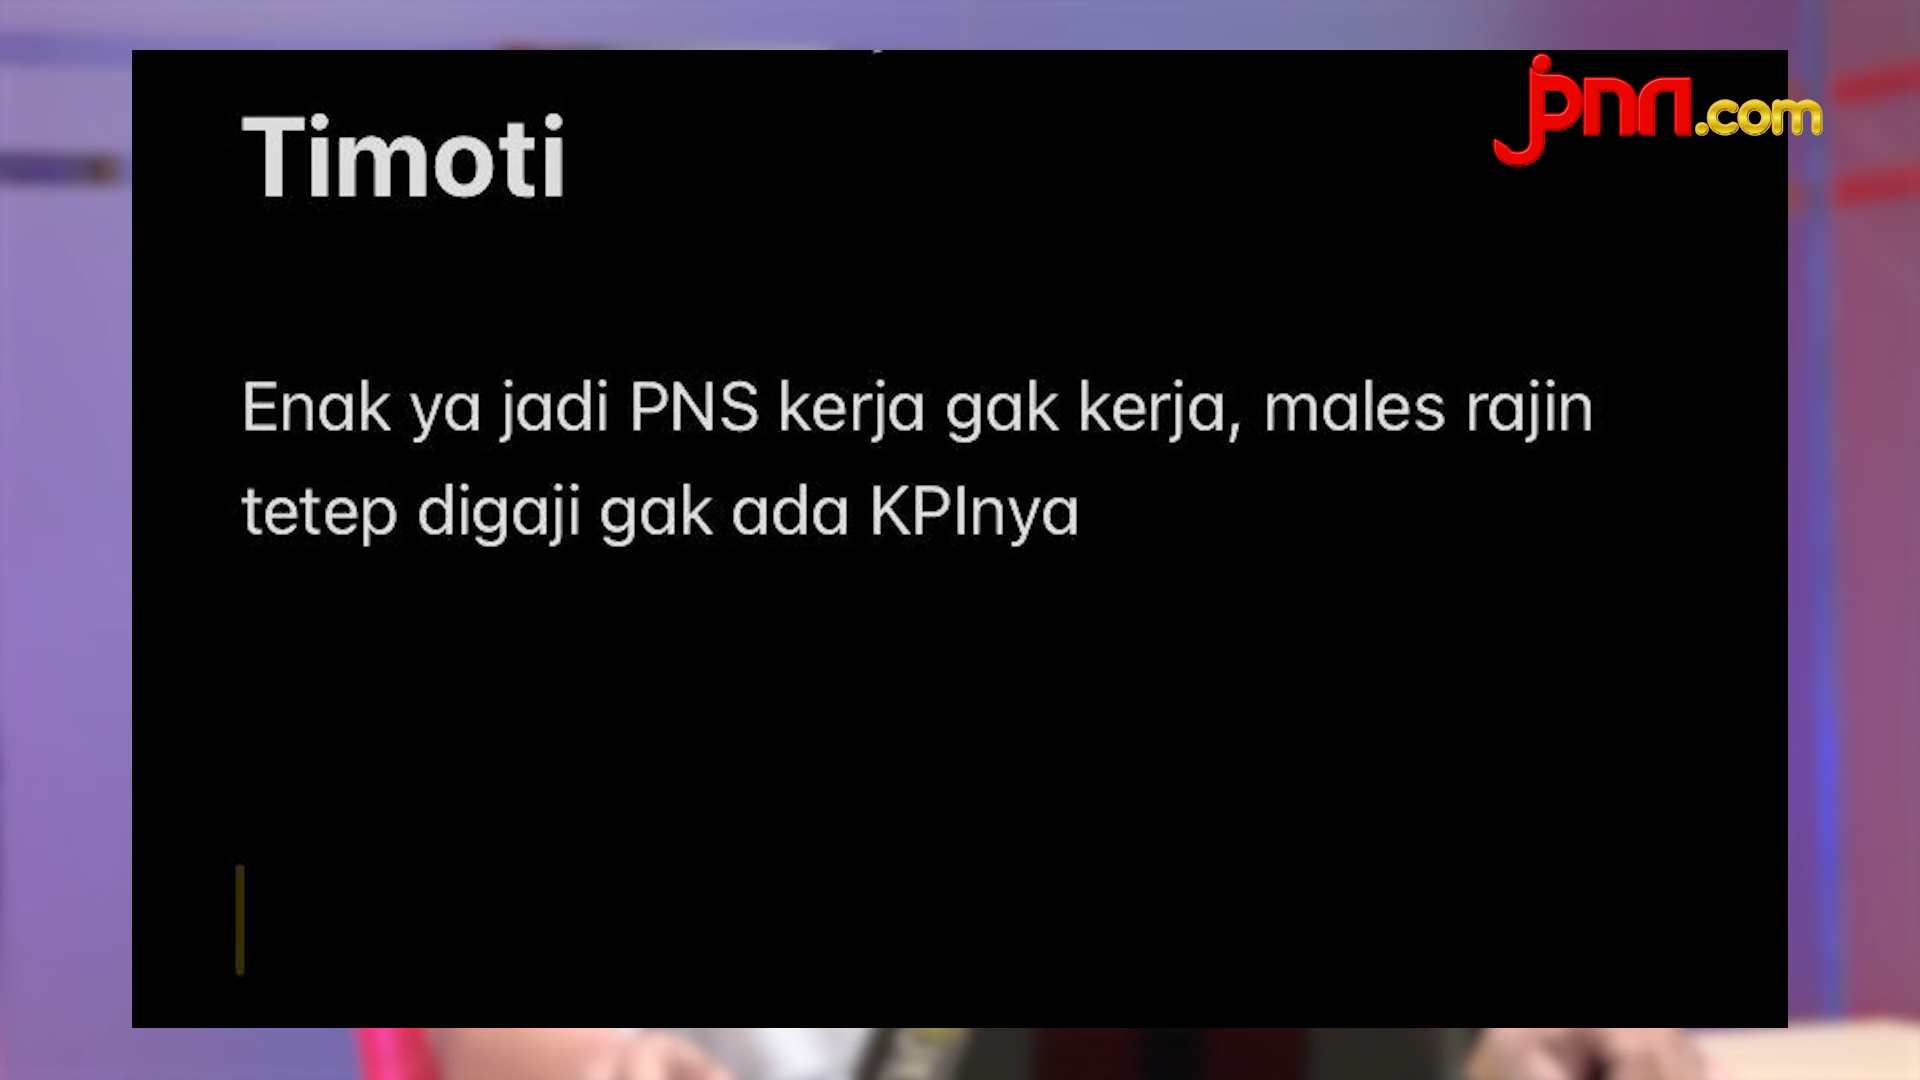 jpnn.com
Timoti
Enak ya jadi PNS kerja gak kerja, males rajin
tetep digaji gak ada KPInya